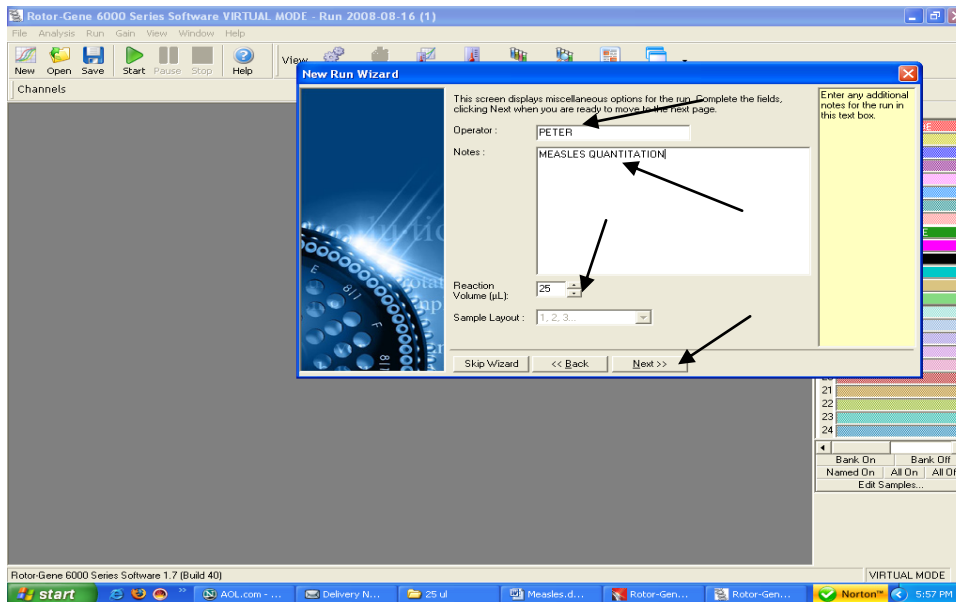 Rotor-Gene 6000 Series Software VIRTUAL MODE - Run 2008-08-16 (1)
File Analysis Run Gain View Window Help
New Open Save Start Pause Stop Help View
Channels
New Run Wizard
This screen displays miscellaneous options for the run. Complete the fields,
clicking Next when you are ready to move to the next page.
Enter any additional
notes for the run in
this text box.
Operator :
PETER
Notes :
MEASLES QUANTITATION
Reaction
Volume (µL):
25
Sample Layout :
1, 2, 3...
Skip Wizard
<< Back
Next >>
21
22
23
24
Bank On Bank Off
Named On All On All Of
Edit Samples...
Rotor-Gene 6000 Series Software 1.7 (Build 40)
VIRTUAL MODE
start
AOL.com - ...
Delivery N...
25 ul
Measles.d...
Rotor-Gen...
Rotor-Gen...
Norton™
5:57 PM